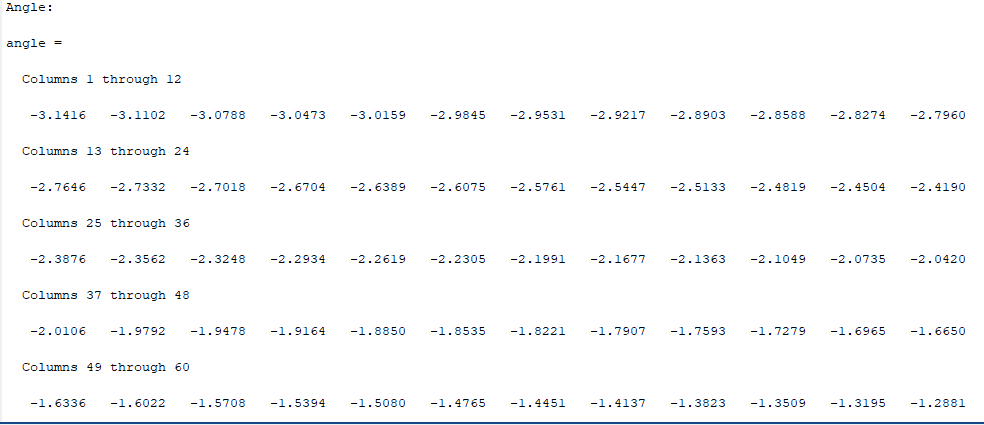 Angle:
angle =
Columns 1 through 12
-3.1416 -3.1102 -3.0788 -3.0473 -3.0159 -2.9845 -2.9531 -2.9217 -2.8903 -2.8588 -2.8274 -2.7960
Columns 13 through 24
-2.7646 -2.7332 -2.7018 -2.6704 -2.6389 -2.6075 -2.5761 -2.5447 -2.5133 -2.4819 -2.4504 -2.4190
Columns 25 through 36
-2.3876 -2.3562 -2.3248 -2.2934 -2.2619 -2.2305 -2.1991 -2.1677 -2.1363 -2.1049 -2.0735 -2.0420
Columns 37 through 48
-2.0106 -1.9792 -1.9478 -1.9164 -1.8850 -1.8535 -1.8221 -1.7907 -1.7593 -1.7279 -1.6965 -1.6650
Columns 49 through 60
-1.6336 -1.6022 -1.5708 -1.5394 -1.5080 -1.4765 -1.4451 -1.4137 -1.3823 -1.3509 -1.3195 -1.2881